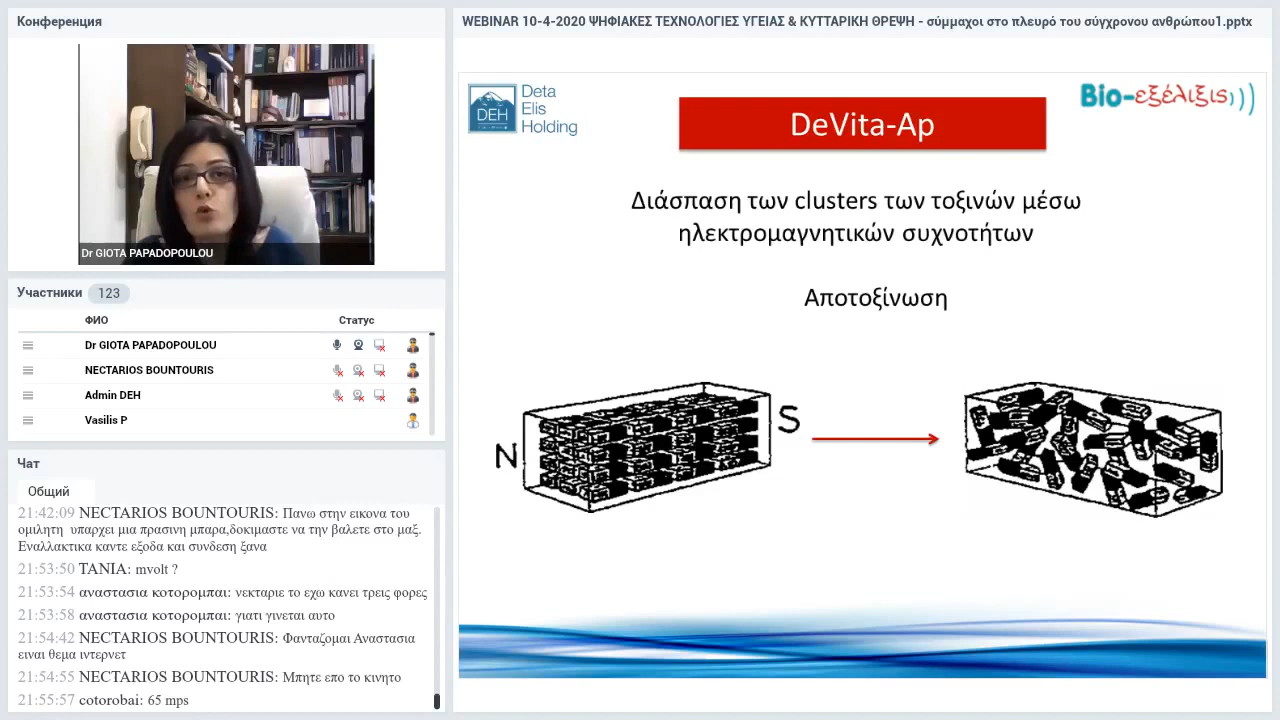 Конференция
Dr GIOTA PAPADOPOULOU
Участники 123
ФИО Статус
Dr GIOTA PAPADOPOULOU
NECTARIOS BOUNTOURIS
Admin DEH
Vasilis P
Чат
Общий
21:42:09 NECTARIOS BOUNTOURIS: Πανω στην εικονα του
ομιλητη υπαρχει μια πρασινη μπαρα,δοκιμαστε να την βαλετε στο μαξ.
Εναλλακτικα καντε εξοδα και συνδεση ξανα
21:53:50 TANIA: mvolt ?
21:53:54 αναστασια κοτορομπαι: νεκταριε το εχω κανει τρεις φορες
21:53:58 αναστασια κοτορομπαι: γιατι γινεται αυτο
21:54:42 NECTARIOS BOUNTOURIS: Φανταζομαι Αναστασια
ειναι θεμα ιντερνετ
21:54:55 NECTARIOS BOUNTOURIS: Μπητε επο το κινητο
21:55:57 cotorobai: 65 mps
WEBINAR 10-4-2020 ΨΗΦΙΑΚΕΣ ΤΕΧΝΟΛΟΓΙΕΣ ΥΓΕΙΑΣ & ΚΥΤΤΑΡΙΚΗ ΘΡΕΨΗ - σύμμαχοι στο πλευρό του σύγχρονου ανθρώπου1.pptx
DEH
Deta
Elis
Holding
Bio-εξέλιξις
DeVita-Ap
Διάσπαση των clusters των τοξινών μέσω
ηλεκτρομαγνητικών συχνοτήτων
Αποτοξίνωση
N
S